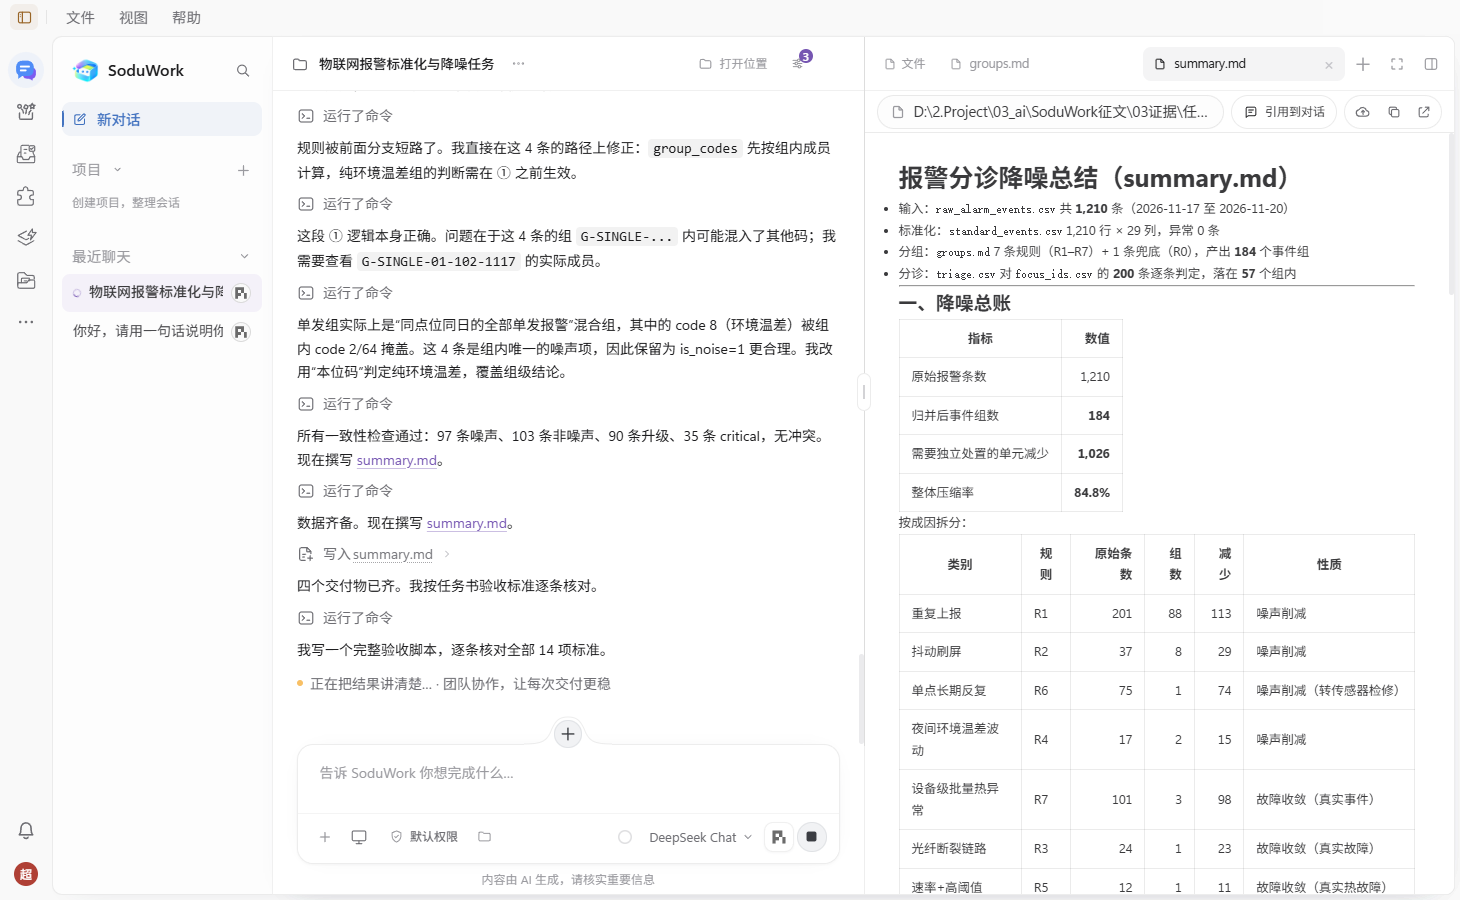 文件 视图 帮助
SoduWork
新对话
项目
创建项目，整理会话
最近聊天
物联网报警标准化与降
你好，请用一句话说明你
超
物联网报警标准化与降噪任务 ···
打开位置
3
运行了命令
规则被前面分支短路了。我直接在这 4 条的路径上修正：group_codes 先按组内成员
计算，纯环境温差组的判断需在 ① 之前生效。
运行了命令
这段 ① 逻辑本身正确。问题在于这 4 条的组 G-SINGLE-... 内可能混入了其他码；我
需要查看 G-SINGLE-01-102-1117 的实际成员。
运行了命令
单发组实际上是“同点位同日的全部单发报警”混合组，其中的 code 8（环境温差）被组
内 code 2/64 掩盖。这 4 条是组内唯一的噪声项，因此保留为 is_noise=1 更合理。我改
用“本位码”判定纯环境温差，覆盖组级结论。
运行了命令
所有一致性检查通过：97 条噪声、103 条非噪声、90 条升级、35 条 critical，无冲突。
现在撰写 summary.md。
运行了命令
数据齐备。现在撰写 summary.md。
写入 summary.md
四个交付物已齐。我按任务书验收标准逐条核对。
运行了命令
我写一个完整验收脚本，逐条核对全部 14 项标准。
正在把结果讲清楚... · 团队协作，让每次交付更稳
告诉 SoduWork 你想完成什么...
默认权限
DeepSeek Chat
内容由 AI 生成，请核实重要信息
文件 groups.md summary.md
D:\2.Project\03_ai\SoduWork征文\03证据\任...
引用到对话
报警分诊降噪总结（summary.md）
输入：raw_alarm_events.csv 共 1,210 条（2026-11-17 至 2026-11-20）
标准化：standard_events.csv 1,210 行 × 29 列，异常 0 条
分组：groups.md 7 条规则（R1–R7）+ 1 条兜底（R0），产出 184 个事件组
分诊：triage.csv 对 focus_ids.csv 的 200 条逐条判定，落在 57 个组内
一、降噪总账
指标 数值
原始报警条数 1,210
归并后事件组数 184
需要独立处置的单元减少 1,026
整体压缩率 84.8%
按成因拆分：
类别 规则 原始条数 组数 减少 性质
重复上报 R1 201 88 113 噪声削减
抖动刷屏 R2 37 8 29 噪声削减
单点长期反复 R6 75 1 74 噪声削减（转传感器检修）
夜间环境温差波动 R4 17 2 15 噪声削减
设备级批量热异常 R7 101 3 98 故障收敛（真实事件）
光纤断裂链路 R3 24 1 23 故障收敛（真实故障）
速率+高阈值 R5 12 1 11 故障收敛（真实热故障）